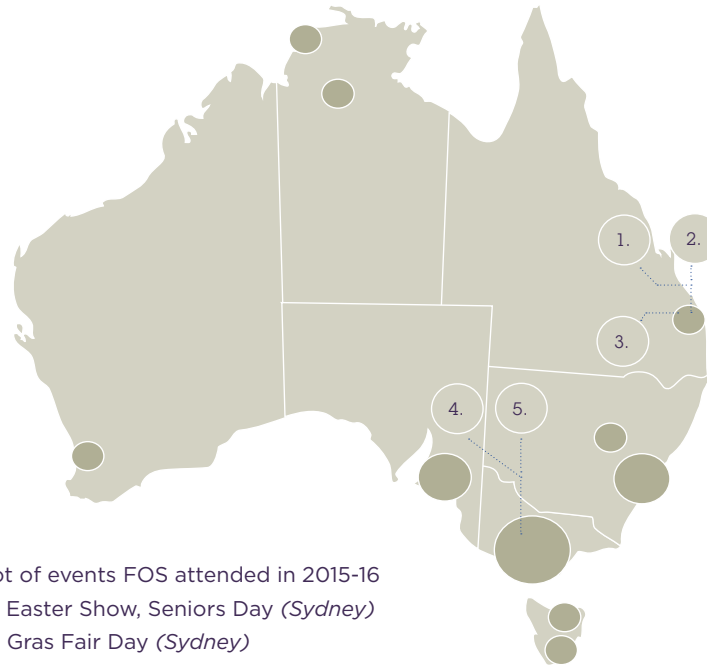 1.
2.
3.
4.
5.
of events FOS attended in 2015-16
Easter Show, Seniors Day (Sydney)
Gras Fair Day (Sydney)